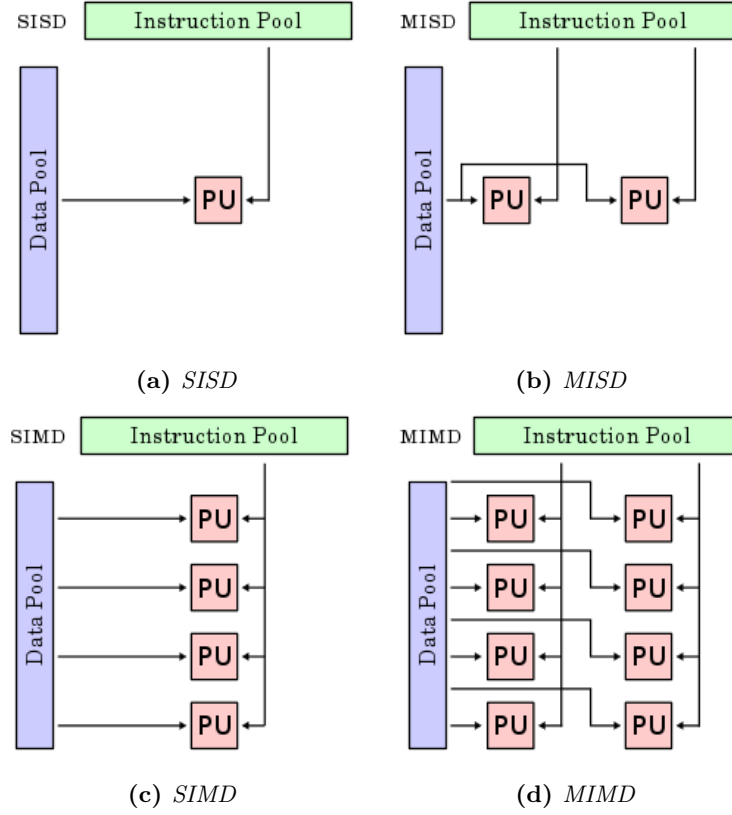 SISD Instruction Pool
Data Pool
PU
(a) SISD
MISD Instruction Pool
Data Pool
PU PU
(b) MISD
SIMD Instruction Pool
Data Pool
PU
PU
PU
PU
(c) SIMD
MIMD Instruction Pool
Data Pool
PU PU
PU PU
PU PU
PU PU
(d) MIMD